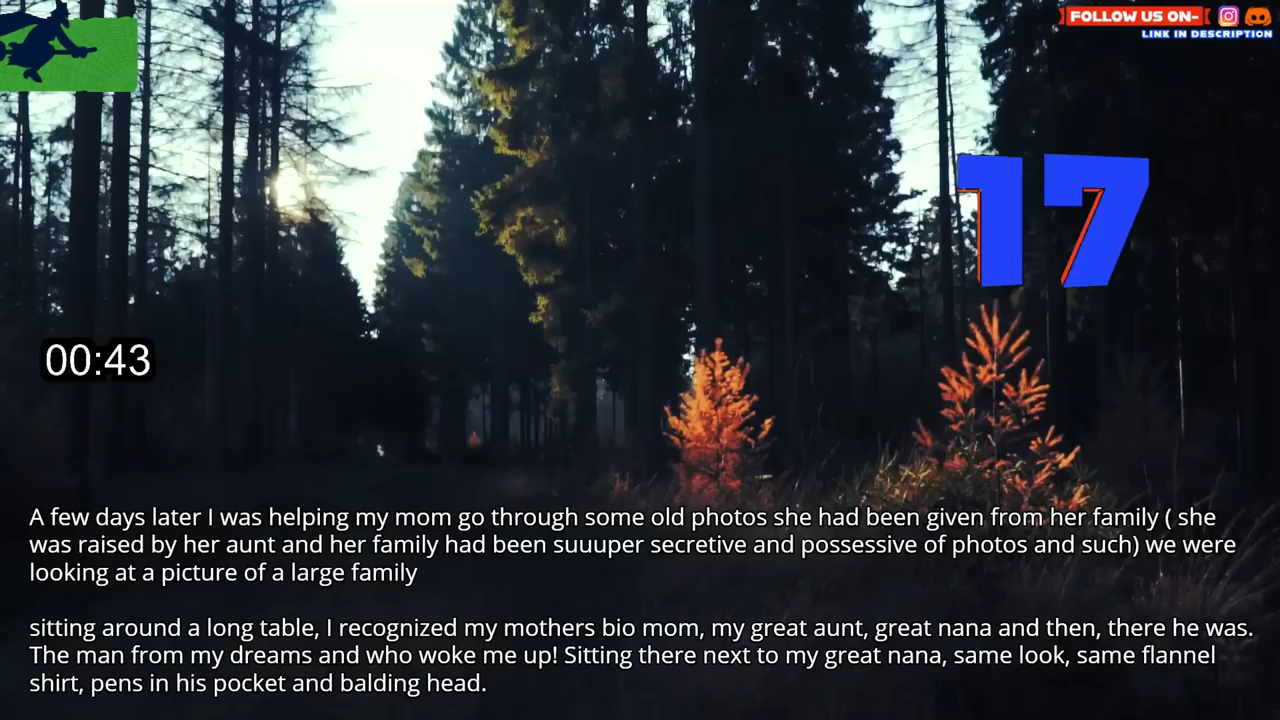 FOLLOW US ON-
LINK IN DESCRIPTION
17
00:43
A few days later I was helping my mom go through some old photos she had been given from her family ( she
was raised by her aunt and her family had been suuuper secretive and possessive of photos and such) we were
looking at a picture of a large family
sitting around a long table, I recognized my mothers bio mom, my great aunt, great nana and then, there he was.
The man from my dreams and who woke me up! Sitting there next to my great nana, same look, same flannel
shirt, pens in his pocket and balding head.